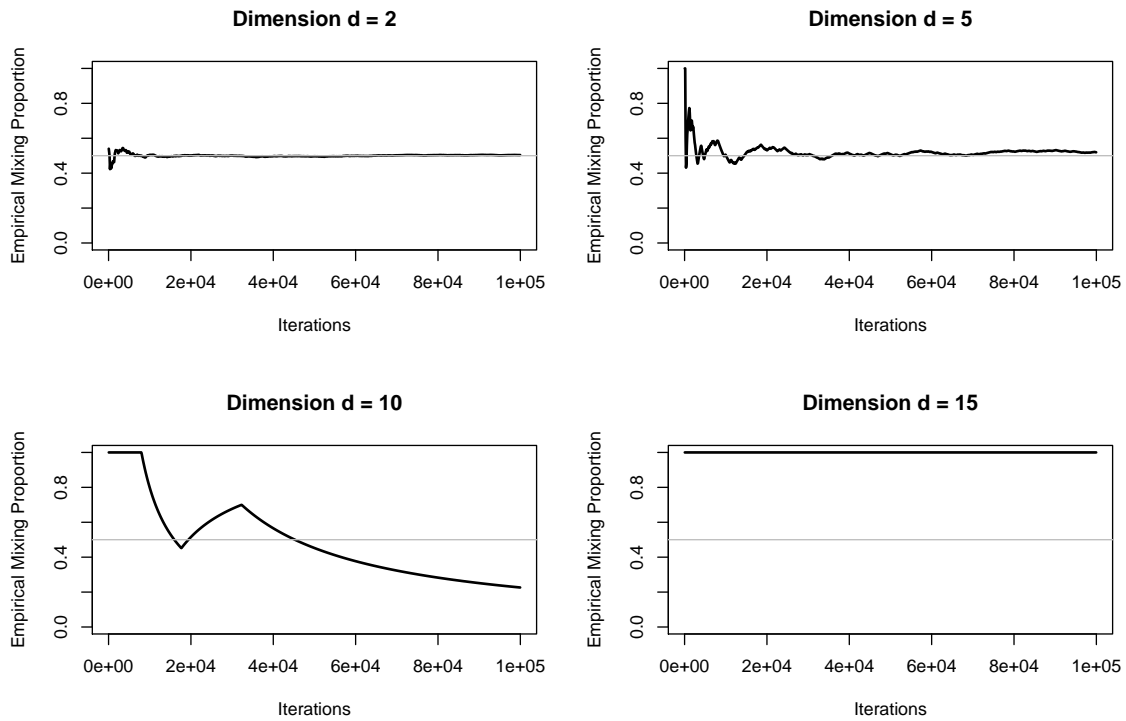 Dimension d = 2
Empirical Mixing Proportion
0.0
0.4
0.8
0e+00 2e+04 4e+04 6e+04 8e+04 1e+05
Iterations
Dimension d = 5
Empirical Mixing Proportion
0.0
0.4
0.8
0e+00 2e+04 4e+04 6e+04 8e+04 1e+05
Iterations
Dimension d = 10
Empirical Mixing Proportion
0.0
0.4
0.8
0e+00 2e+04 4e+04 6e+04 8e+04 1e+05
Iterations
Dimension d = 15
Empirical Mixing Proportion
0.0
0.4
0.8
0e+00 2e+04 4e+04 6e+04 8e+04 1e+05
Iterations